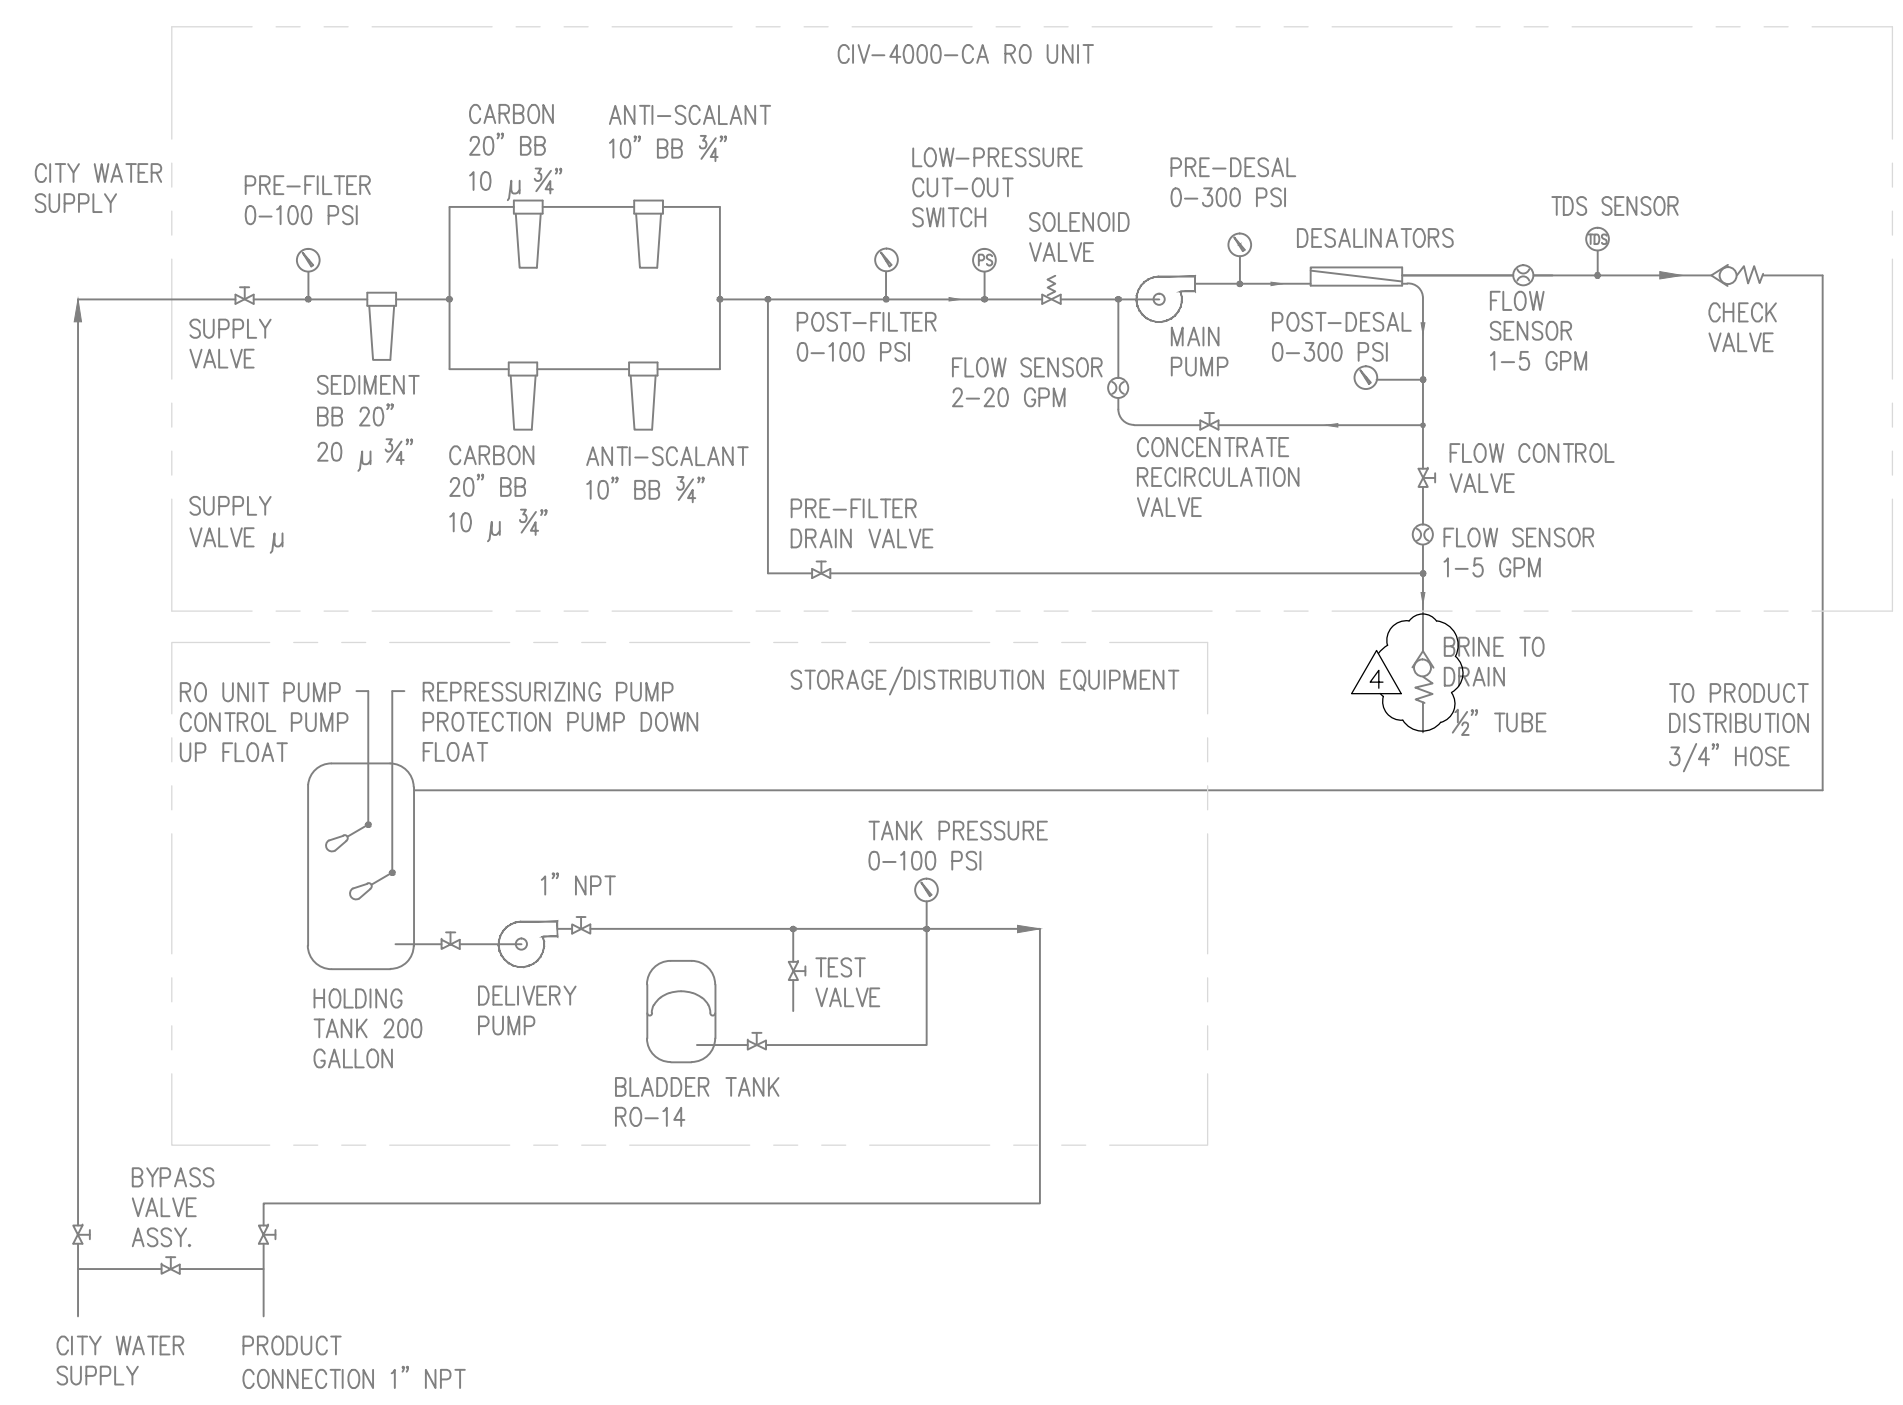 CIV-4000-CA RO UNIT
CITY WATER
SUPPLY
PRE-FILTER
0-100 PSI
CARBON
20" BB
10 µ ¾"
ANTI-SCALANT
10" BB ¾"
LOW-PRESSURE
CUT-OUT
SWITCH
PS
SOLENOID
VALVE
PRE-DESAL
0-300 PSI
DESALINATORS
TDS SENSOR
TDS
SUPPLY
VALVE
SEDIMENT
BB 20"
20 µ ¾"
CARBON
20" BB
10 µ ¾"
ANTI-SCALANT
10" BB ¾"
POST-FILTER
0-100 PSI
FLOW SENSOR
2-20 GPM
MAIN
PUMP
POST-DESAL
0-300 PSI
FLOW
SENSOR
1-5 GPM
CHECK
VALVE
CONCENTRATE
RECIRCULATION
VALVE
FLOW CONTROL
VALVE
SUPPLY
VALVE µ
PRE-FILTER
DRAIN VALVE
FLOW SENSOR
1-5 GPM
4
BRINE TO
DRAIN
½" TUBE
TO PRODUCT
DISTRIBUTION
3/4" HOSE
STORAGE/DISTRIBUTION EQUIPMENT
RO UNIT PUMP
CONTROL PUMP
UP FLOAT
REPRESSURIZING PUMP
PROTECTION PUMP DOWN
FLOAT
TANK PRESSURE
0-100 PSI
1" NPT
HOLDING
TANK 200
GALLON
DELIVERY
PUMP
TEST
VALVE
BLADDER TANK
RO-14
BYPASS
VALVE
ASSY.
CITY WATER
SUPPLY
PRODUCT
CONNECTION 1" NPT